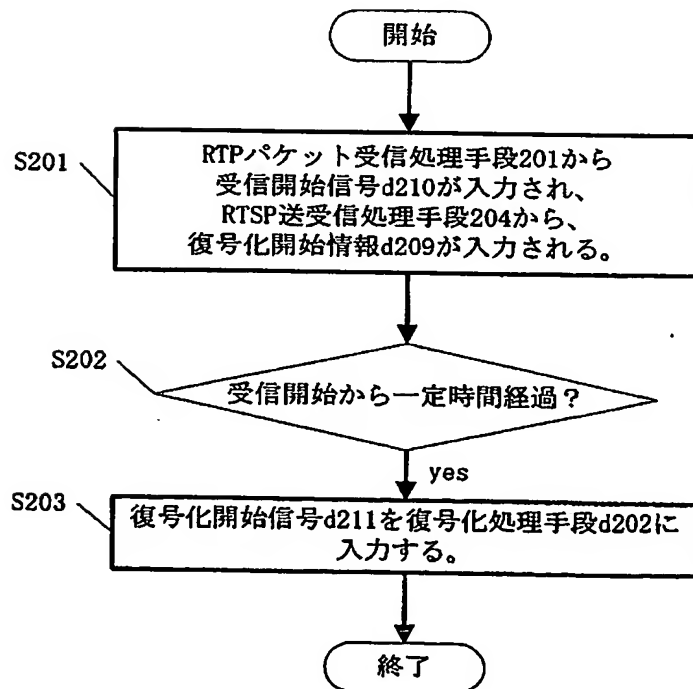 開始
S201
RTPパケット受信処理手段201から
受信開始信号d210が入力され、
RTSP送受信処理手段204から、
復号化開始情報d209が入力される。
S202
受信開始から一定時間経過？
yes
S203
復号化開始信号d211を復号化処理手段d202に
入力する。
終了